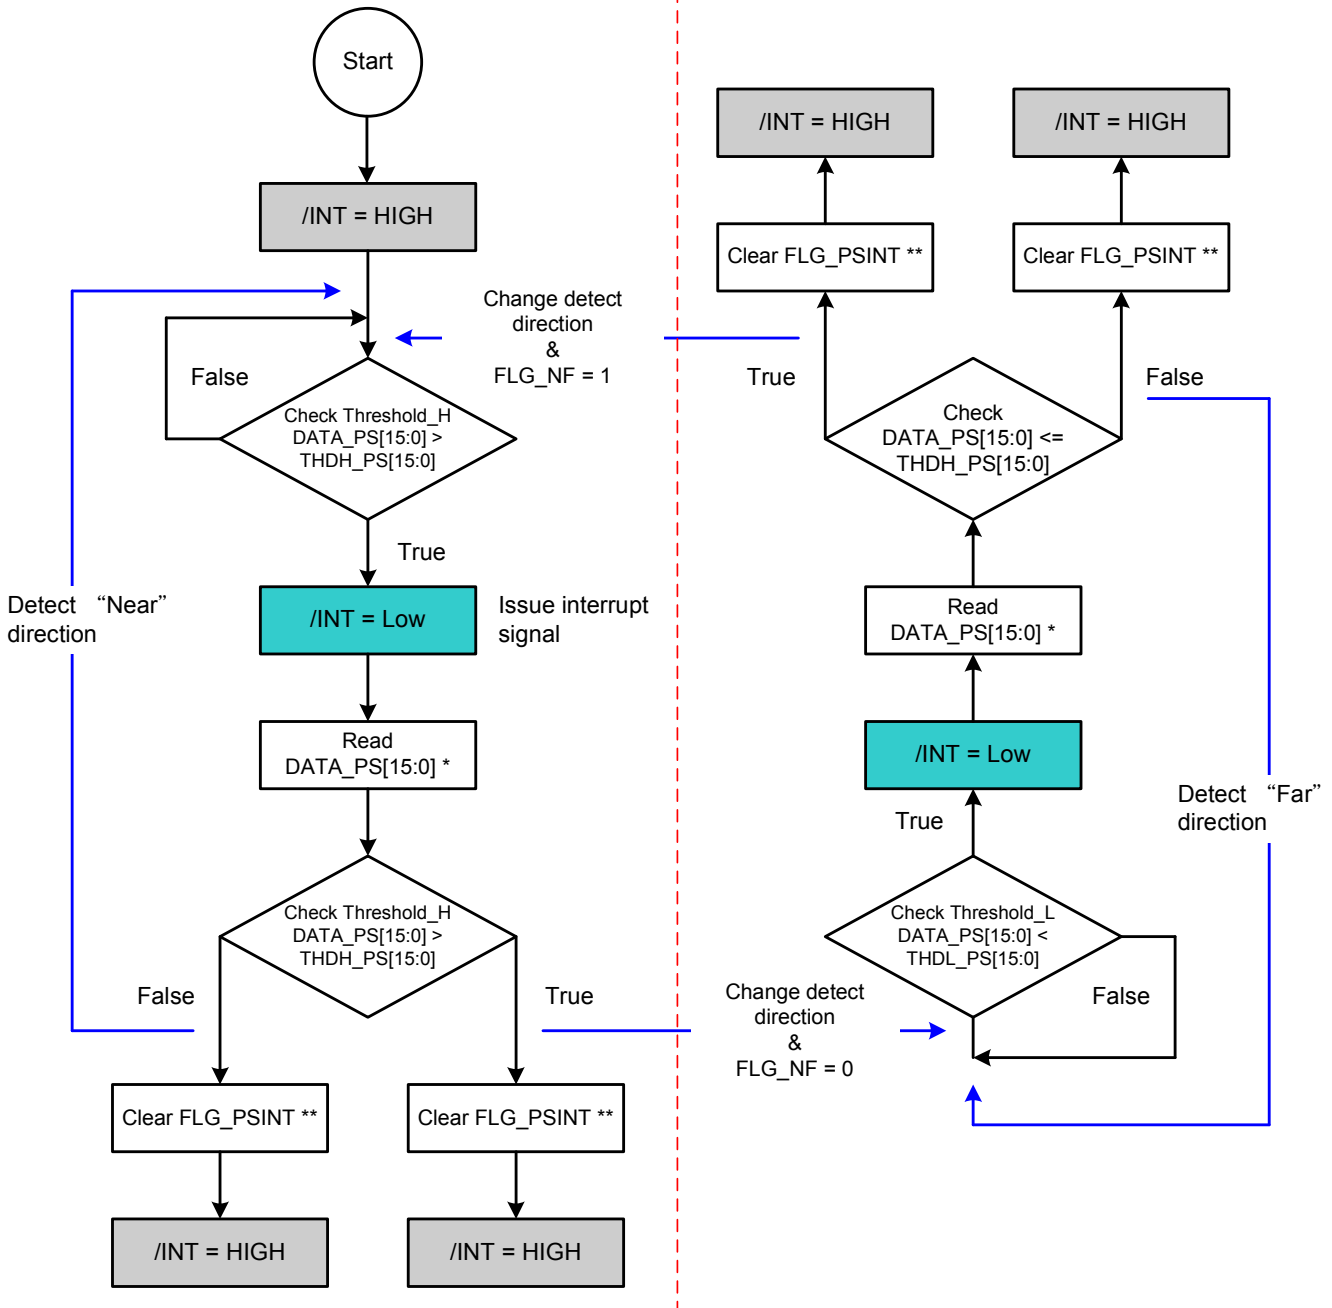 Start
/INT = HIGH
False
Check Threshold_H
DATA_PS[15:0] >
THDH_PS[15:0]
True
/INT = Low
Issue interrupt
signal
Detect “Near”
direction
Read
DATA_PS[15:0] *
Check Threshold_H
DATA_PS[15:0] >
THDH_PS[15:0]
False
True
Clear FLG_PSINT **
Clear FLG_PSINT **
/INT = HIGH
/INT = HIGH
Change detect
direction
&
FLG_NF = 1
Change detect
direction
&
FLG_NF = 0
/INT = HIGH
/INT = HIGH
Clear FLG_PSINT **
Clear FLG_PSINT **
True
False
Check
DATA_PS[15:0] <=
THDH_PS[15:0]
Read
DATA_PS[15:0] *
/INT = Low
True
Detect “Far”
direction
Check Threshold_L
DATA_PS[15:0] <
THDL_PS[15:0]
False